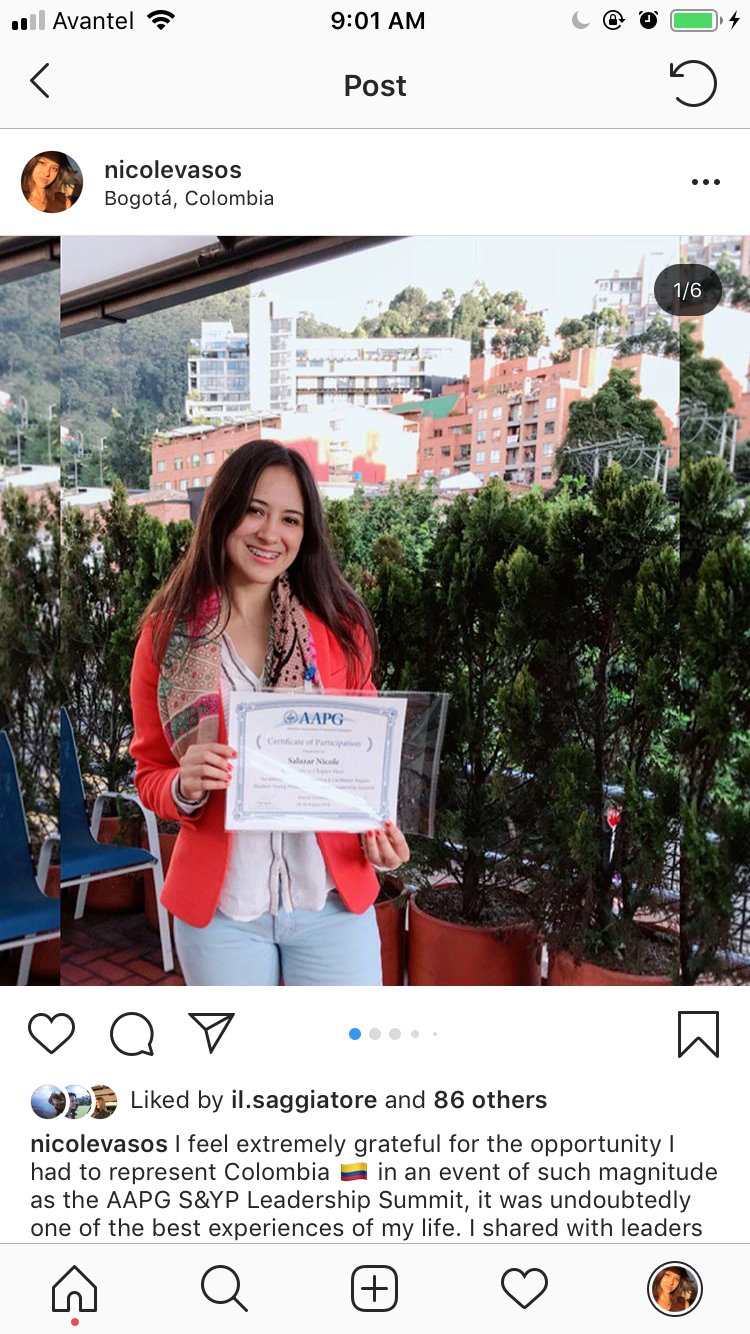 Avantel
9:01 AM
Post
nicolevasos
Bogotá, Colombia
1/6
AAPG
Certificate of Participation
Salazar Nicole
Liked by il.saggiatore and 86 others
nicolevasos I feel extremely grateful for the opportunity I
had to represent Colombia 🇨🇴 in an event of such magnitude
as the AAPG S&YP Leadership Summit, it was undoubtedly
one of the best experiences of my life. I shared with leaders